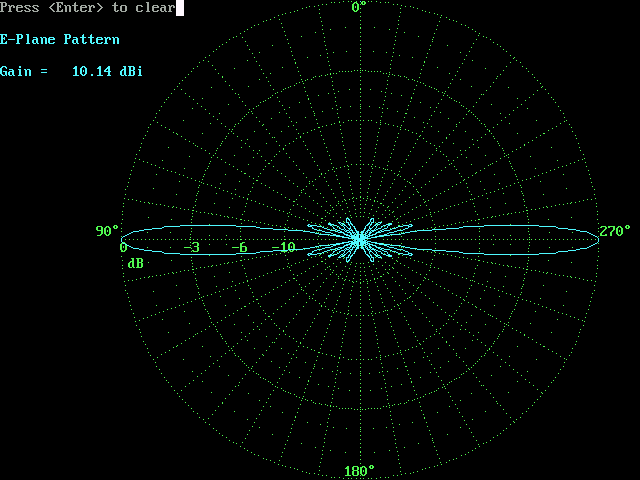 Press <Enter> to clear
0°
E-Plane Pattern
Gain =   10.14 dBi
90°
270°
0 -3 -6 -10
dB
180°